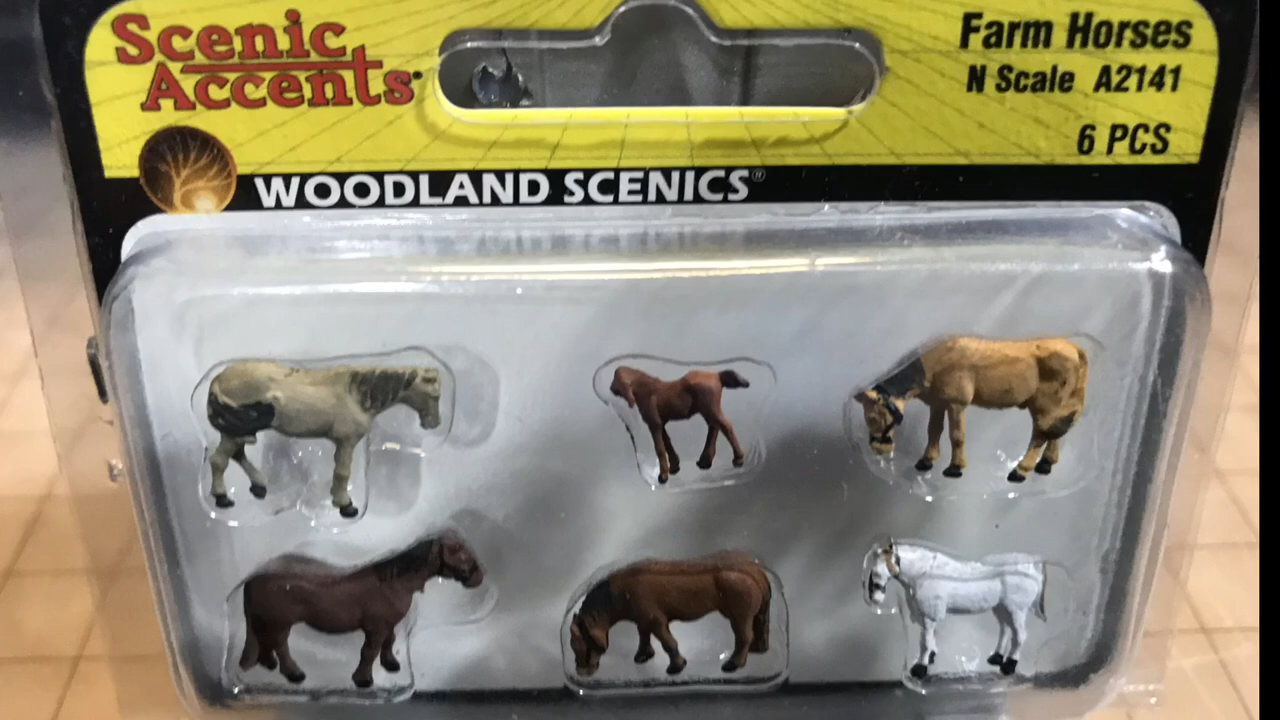 Scenic
Accents
Farm Horses
N Scale A2141
6 PCS
WOODLAND SCENICS®